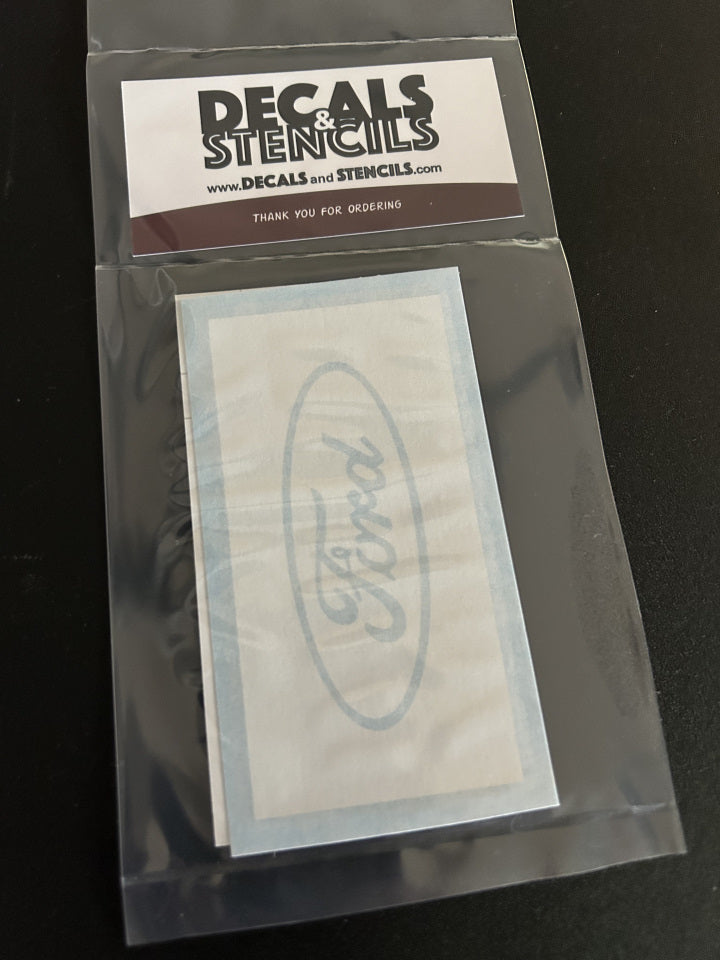 DECALS
&
STENCILS
www.DECALS and STENCILS.com
THANK YOU FOR ORDERING
Ford